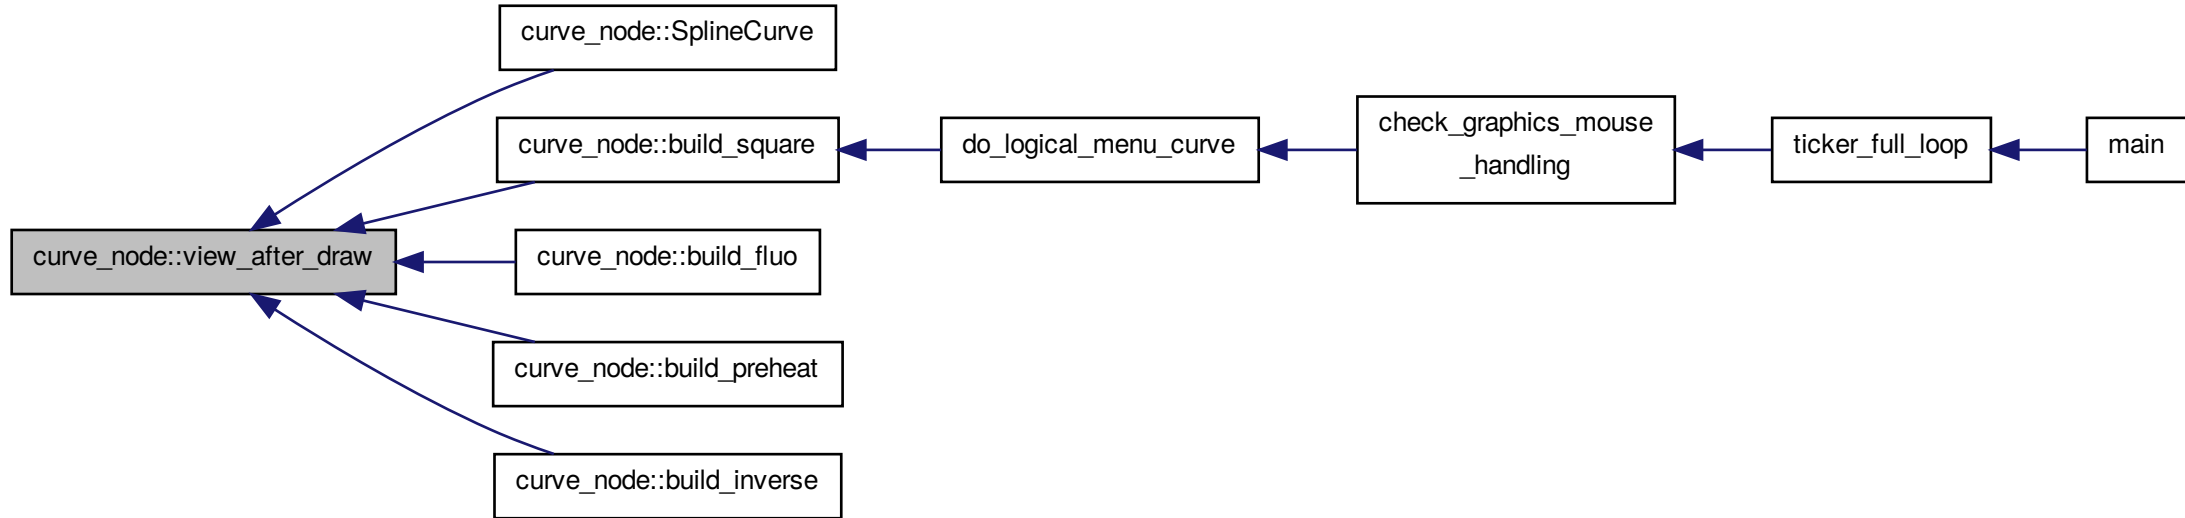 curve_node::SplineCurve
curve_node::build_square
do_logical_menu_curve
check_graphics_mouse
_handling
ticker_full_loop
main
curve_node::view_after_draw
curve_node::build_fluo
curve_node::build_preheat
curve_node::build_inverse